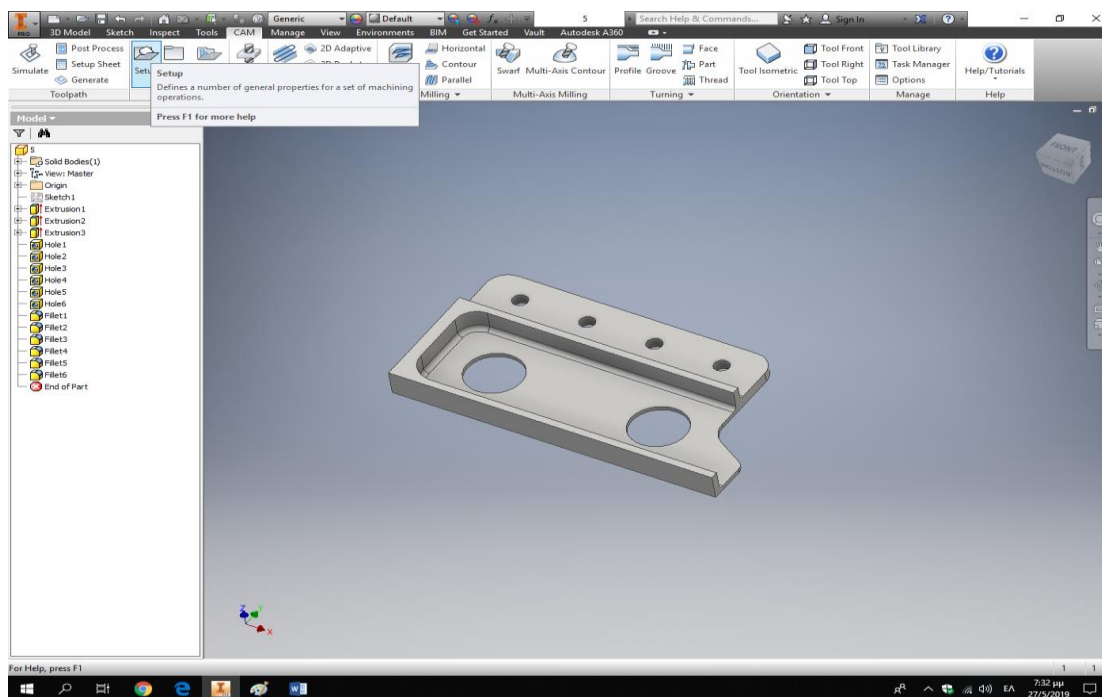 Generic Default 5 Search Help & Commands... Sign In
PRO 3D Model Sketch Inspect Tools CAM Manage View Environments BIM Get Started Vault Autodesk A360
Post Process 2D Adaptive Horizontal Face Tool Front Tool Library
Simulate Setup Sheet Contour Swarf Multi-Axis Contour Profile Groove Part Tool Isometric Tool Right Task Manager Help/Tutorials
Generate Parallel Thread Tool Top Options
Toolpath Milling Multi-Axis Milling Turning Orientation Manage Help
Setup
Defines a number of general properties for a set of machining
operations.
Press F1 for more help
Model
5
Solid Bodies(1)
View: Master
Origin
Sketch1
Extrusion1
Extrusion2
Extrusion3
Hole1
Hole2
Hole3
Hole4
Hole5
Hole6
Fillet1
Fillet2
Fillet3
Fillet4
Fillet5
Fillet6
End of Part
FRONT
Z Y
X
For Help, press F1 1 1
ΕΛ 7:32 μμ
27/5/2019